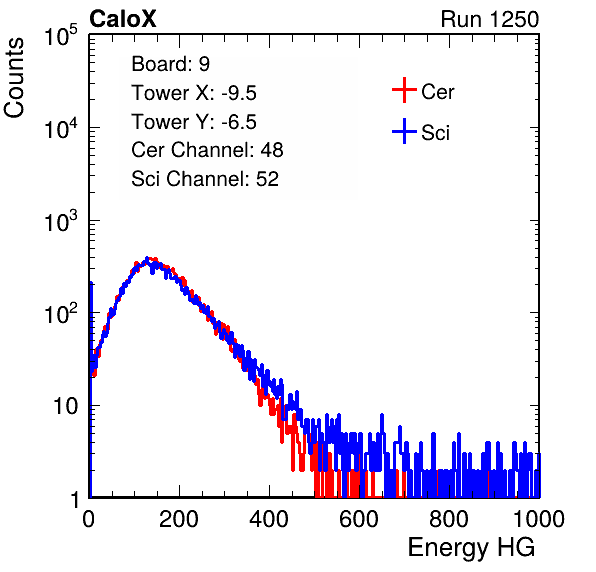 CaloX
Run 1250
Counts
10^5
10^4
10^3
10^2
10
1
Board: 9
Tower X: -9.5
Tower Y: -6.5
Cer Channel: 48
Sci Channel: 52
Cer
Sci
0 200 400 600 800 1000
Energy HG